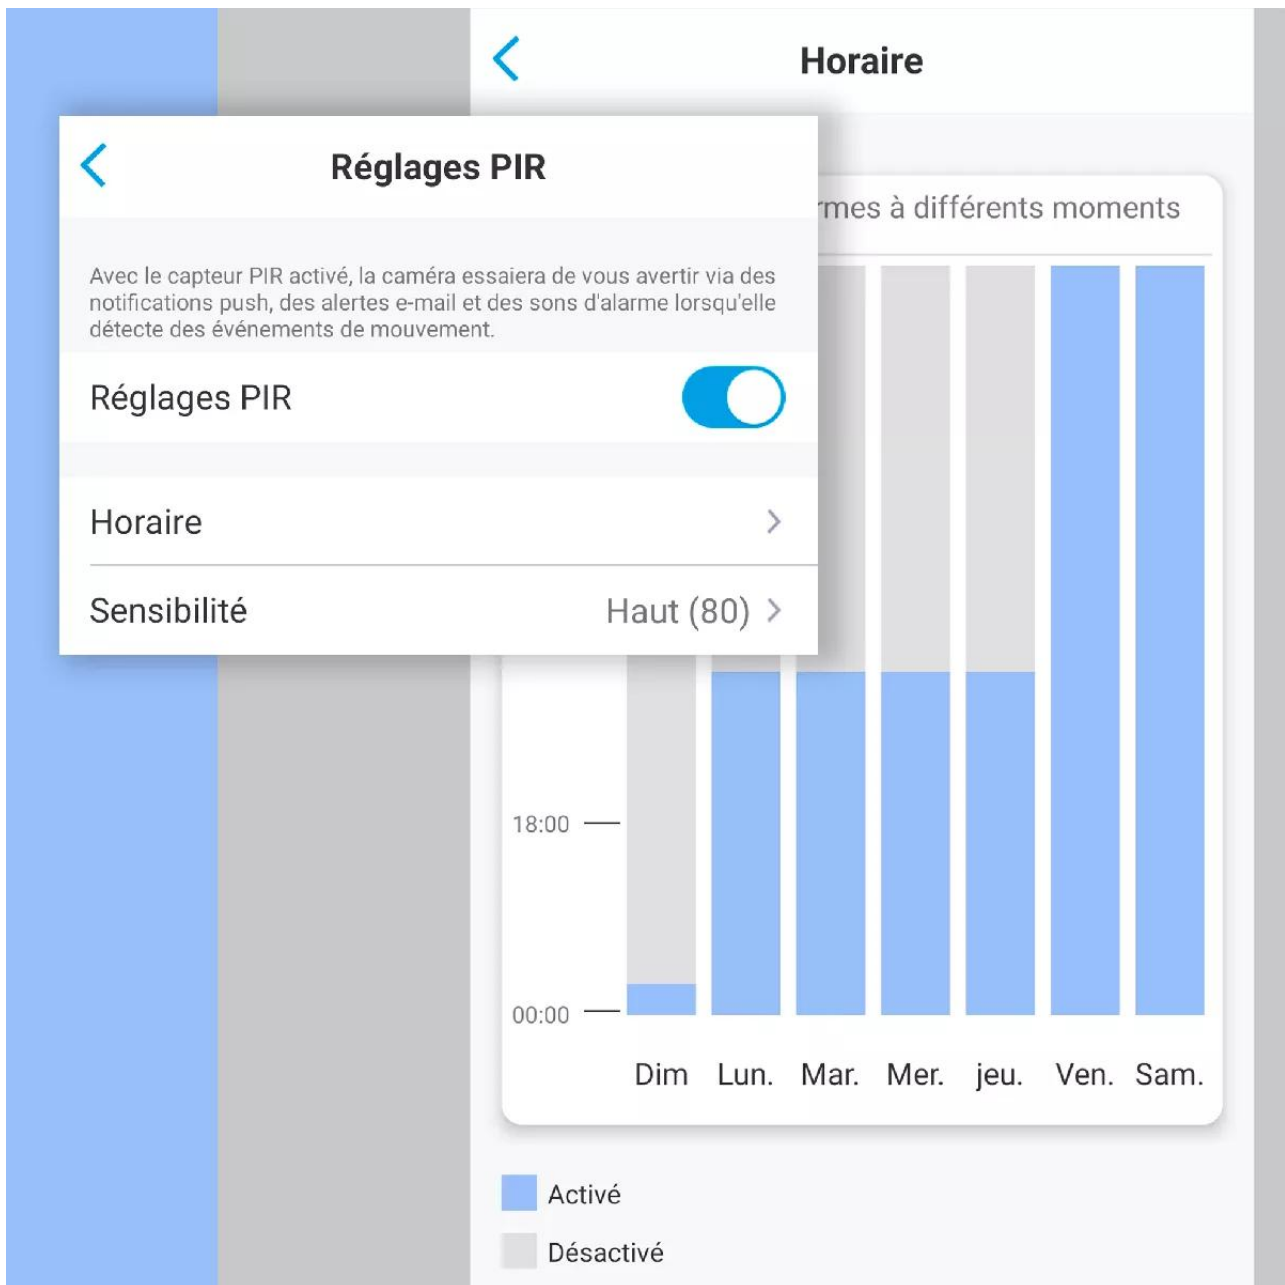 Horaire
Réglages PIR
à différents moments
Avec le capteur PIR activé, la caméra essaiera de vous avertir via des
notifications push, des alertes e-mail et des sons d'alarme lorsqu'elle
détecte des événements de mouvement.
Réglages PIR
Horaire
Sensibilité Haut (80)
18:00
00:00
Dim Lun. Mar. Mer. jeu. Ven. Sam.
Activé
Désactivé